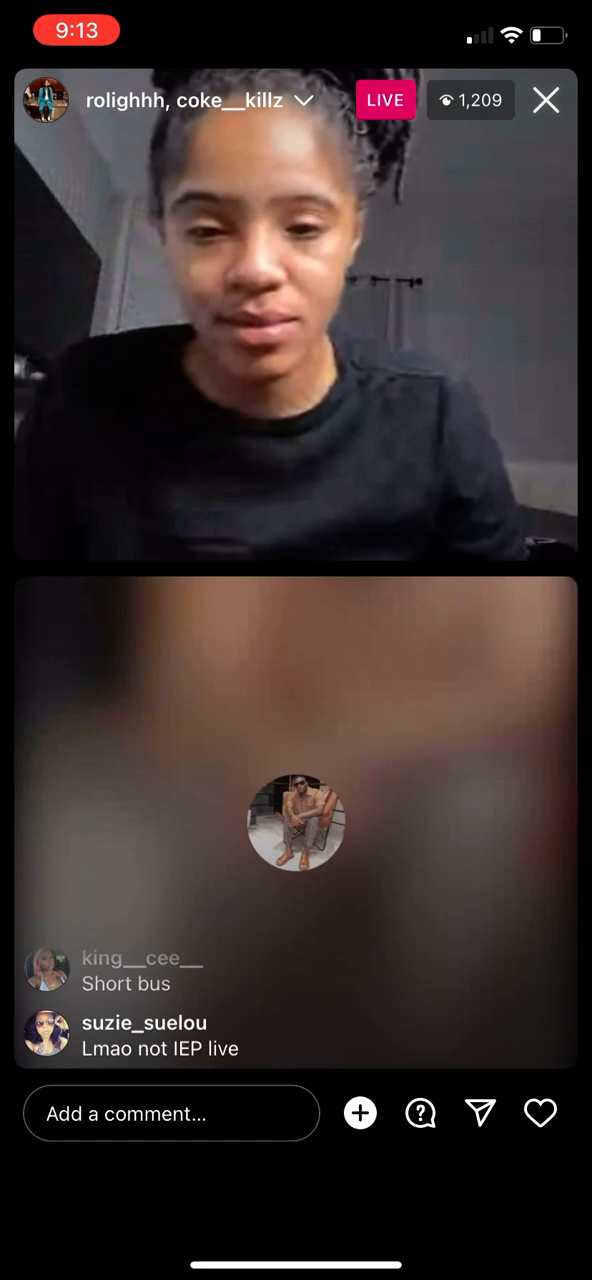 9:13
rolighhh, coke__killz
LIVE
1,209
king__cee__
Short bus
suzie_suelou
Lmao not IEP live
Add a comment...